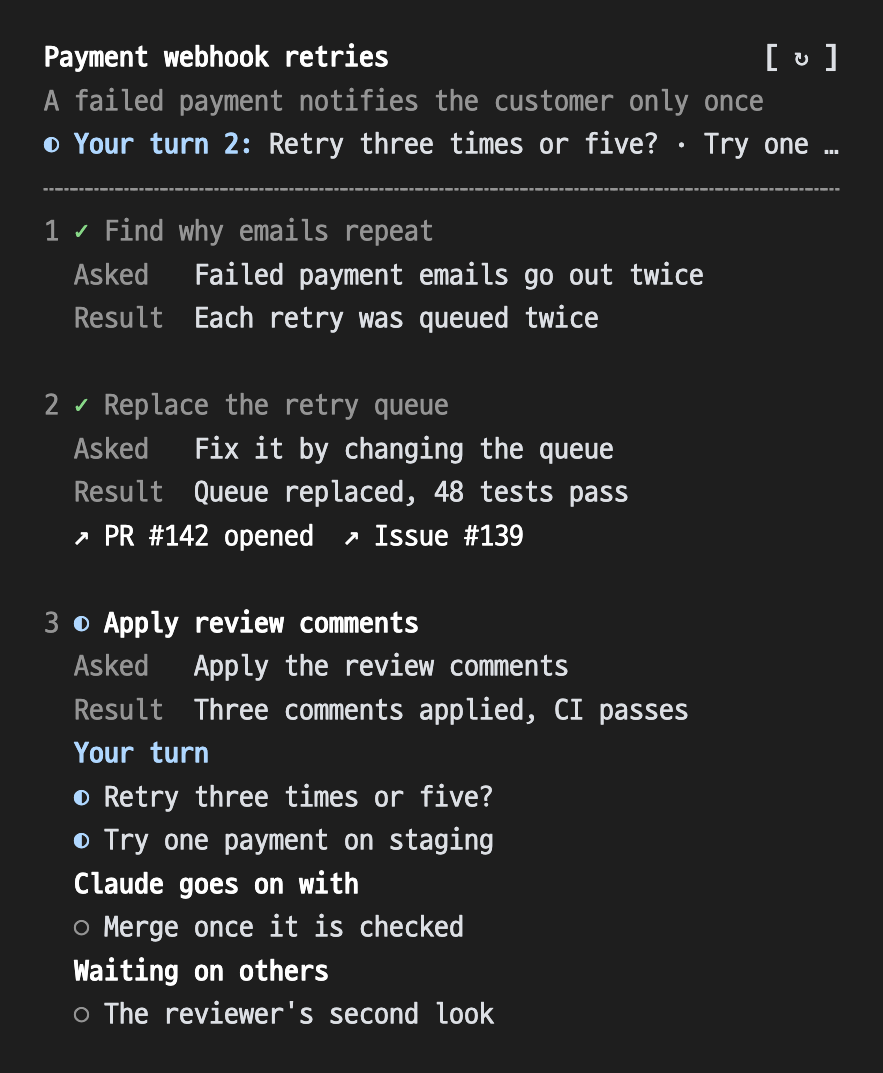 Payment webhook retries [ ↻ ]
A failed payment notifies the customer only once
◐ Your turn 2: Retry three times or five? · Try one …
1 ✓ Find why emails repeat
Asked Failed payment emails go out twice
Result Each retry was queued twice
2 ✓ Replace the retry queue
Asked Fix it by changing the queue
Result Queue replaced, 48 tests pass
↗ PR #142 opened ↗ Issue #139
3 ◐ Apply review comments
Asked Apply the review comments
Result Three comments applied, CI passes
Your turn
◐ Retry three times or five?
◐ Try one payment on staging
Claude goes on with
○ Merge once it is checked
Waiting on others
○ The reviewer's second look